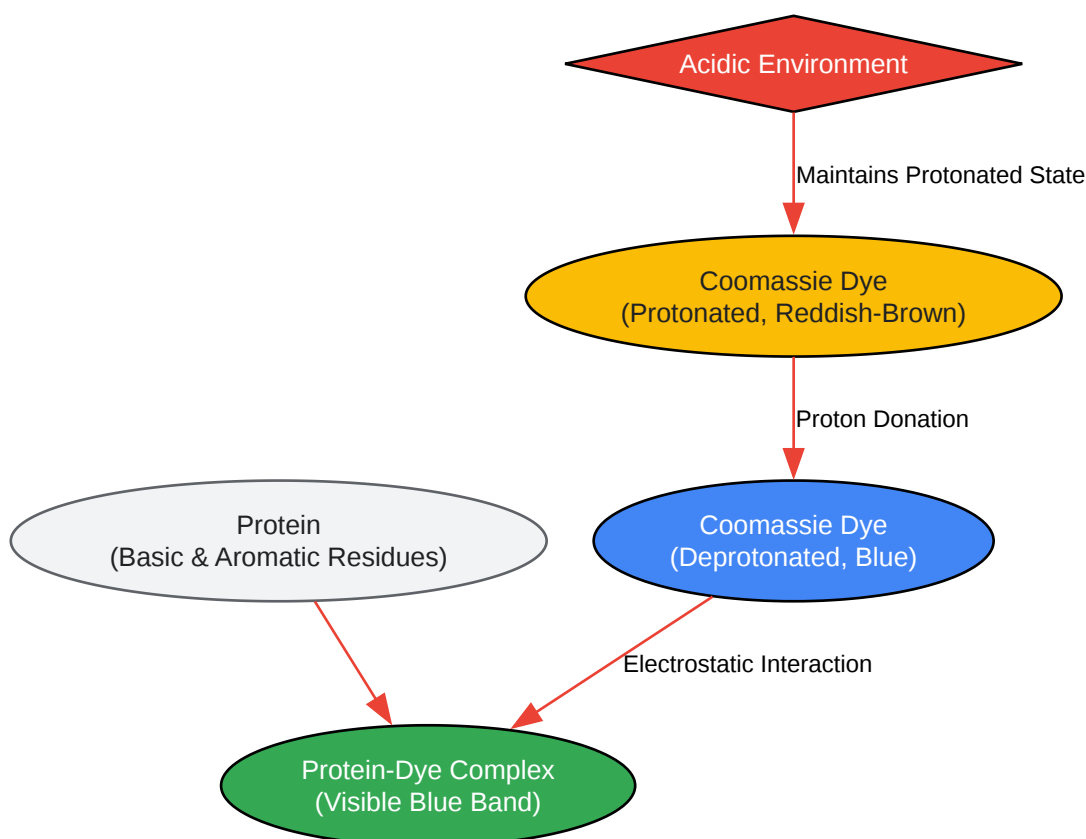 Acidic Environment
Maintains Protonated State
Coomassie Dye
(Protonated, Reddish-Brown)
Proton Donation
Protein
(Basic & Aromatic Residues)
Coomassie Dye
(Deprotonated, Blue)
Electrostatic Interaction
Protein-Dye Complex
(Visible Blue Band)